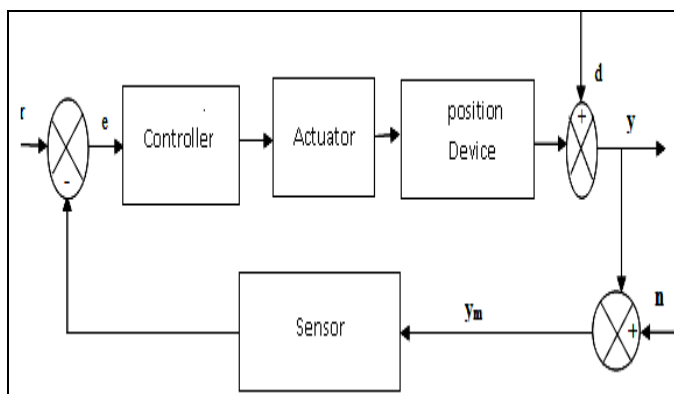 d
r
e
Controller
Actuator
position
Device
+
y
-
Sensor
ym
+
n